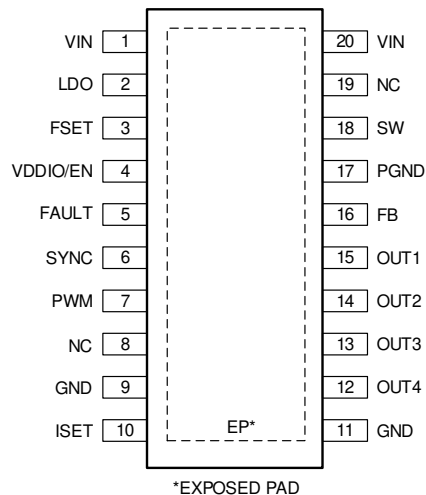 VIN 1 20 VIN
LDO 2 19 NC
FSET 3 18 SW
VDDIO/EN 4 17 PGND
FAULT 5 16 FB
SYNC 6 15 OUT1
PWM 7 14 OUT2
NC 8 13 OUT3
GND 9 12 OUT4
ISET 10 EP* 11 GND
*EXPOSED PAD